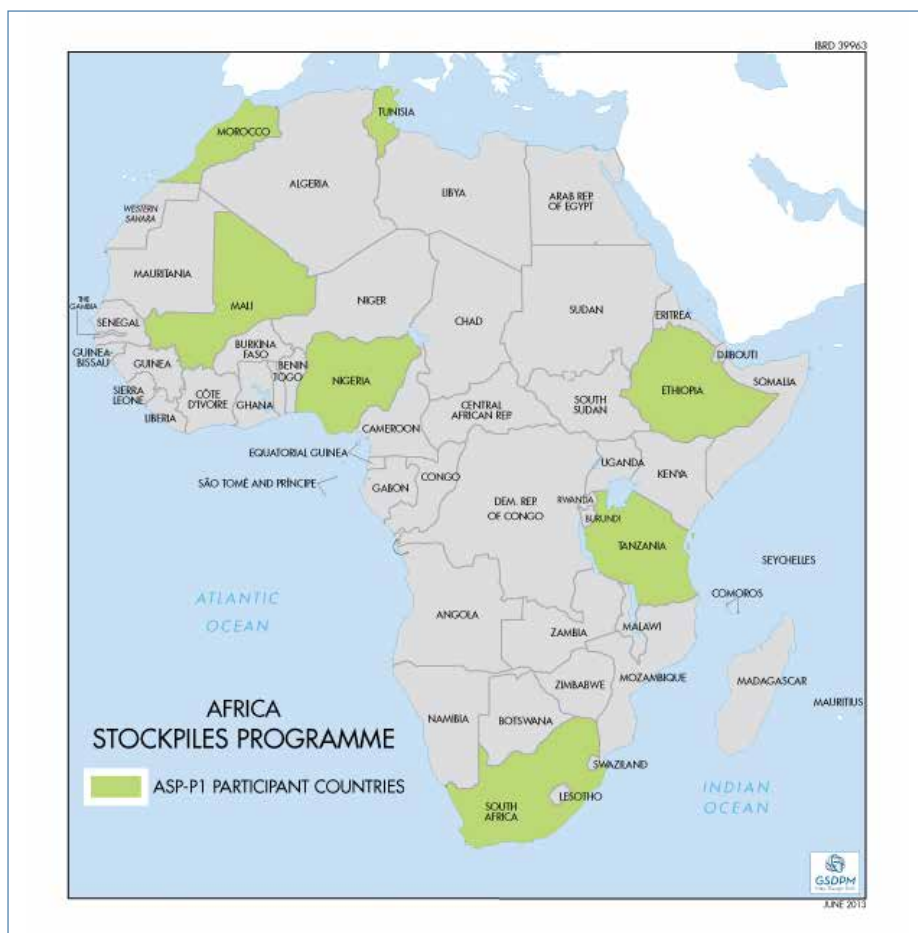 IBRD 39963
TUNISIA
MOROCCO
ALGERIA
LIBYA
ARAB REP.
OF EGYPT
WESTERN
SAHARA
MAURITANIA
MALI
NIGER
CHAD
SUDAN
ERITREA
THE
GAMBIA
SENEGAL
GUINEA-
BISSAU
GUINEA
BURKINA
FASO
BENIN
TOGO
NIGERIA
DJIBOUTI
SOMALIA
ETHIOPIA
SIERRA
LEONE
CÔTE
D'IVOIRE
GHANA
LIBERIA
CENTRAL
AFRICAN REP.
SOUTH
SUDAN
CAMEROON
EQUATORIAL GUINEA
SÃO TOMÉ AND PRÍNCIPE
GABON
CONGO
UGANDA
KENYA
DEM. REP.
OF CONGO
RWANDA
BURUNDI
TANZANIA
SEYCHELLES
COMOROS
ATLANTIC
OCEAN
ANGOLA
ZAMBIA
MALAWI
MOZAMBIQUE
MADAGASCAR
MAURITIUS
ZIMBABWE
NAMIBIA
BOTSWANA
AFRICA
STOCKPILES PROGRAMME
ASP-P1 PARTICIPANT COUNTRIES
SWAZILAND
LESOTHO
SOUTH
AFRICA
INDIAN
OCEAN
GSDPM
JUNE 2013